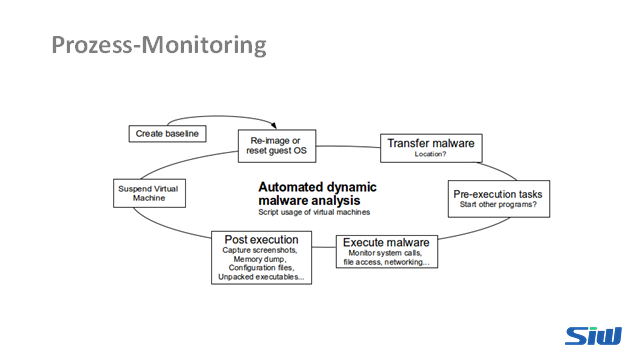 Prozess-Monitoring
Create baseline
Re-image or
reset guest OS
Transfer malware
Location?
Suspend Virtual
Machine
Automated dynamic
malware analysis
Script usage of virtual machines
Pre-execution tasks
Start other programs?
Post execution
Capture screenshots,
Memory dump,
Configuration files,
Unpacked executables...
Execute malware
Monitor system calls,
file access, networking...
SiW